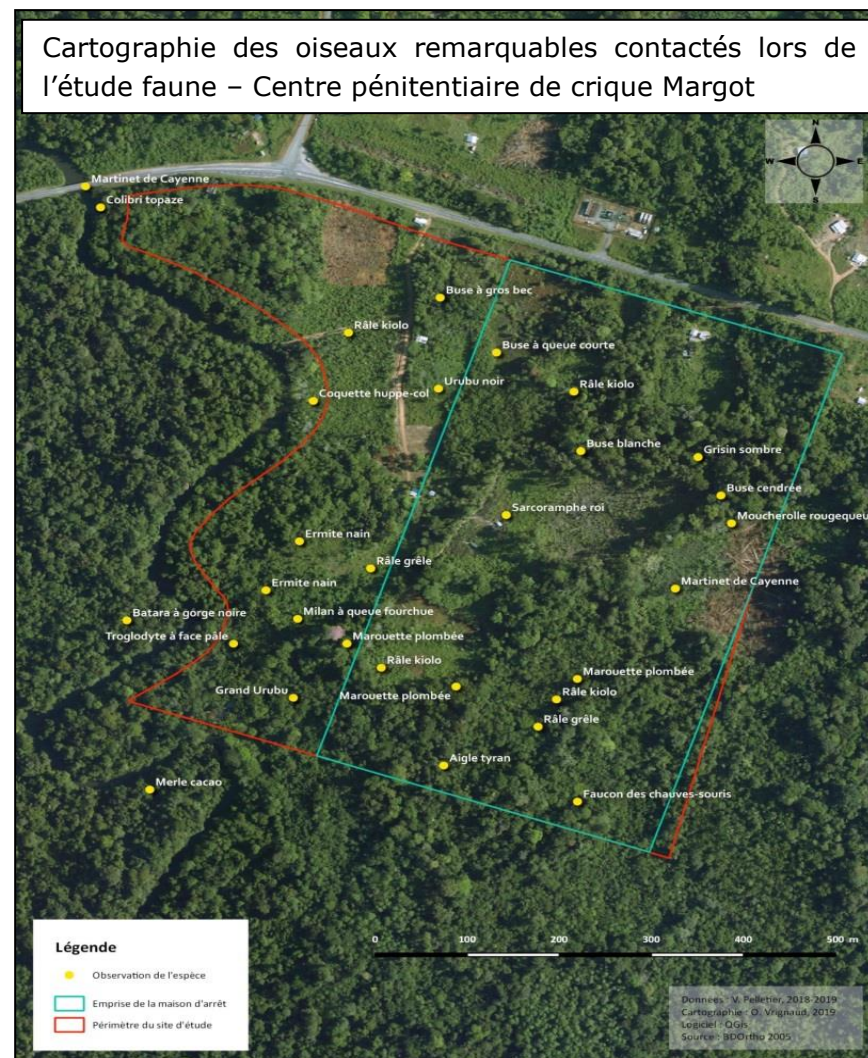 Cartographie des oiseaux remarquables contactés lors de
l'étude faune – Centre pénitentiaire de crique Margot
N
W
E
S
Martinet de Cayenne
Colibri topaze
Buse à gros bec
Râle kiolo
Buse à queue courte
Urubu noir
Râle kiolo
Coquette huppe-col
Buse blanche
Grisin sombre
Buse cendrée
Sarcoramphe roi
Moucherolle rougequeu
Ermite nain
Râle grêle
Ermite nain
Martinet de Cayenne
Milan à queue fourchue
Batara à gorge noire
Troglodyte à face pâle
Marouette plombée
Râle kiolo
Marouette plombée
Grand Urubu
Marouette plombée
Râle kiolo
Râle grêle
Aigle tyran
Merle cacao
Faucon des chauves-souris
Légende
Observation de l'espèce
Emprise de la maison d'arrêt
Périmètre du site d'étude
0 100 200 300 400 500 m
Données : V. Pelletier, 2018-2019
Cartographie : O. Vrignaud, 2019
Logiciel : QGis
Source : BDOrtho 2005